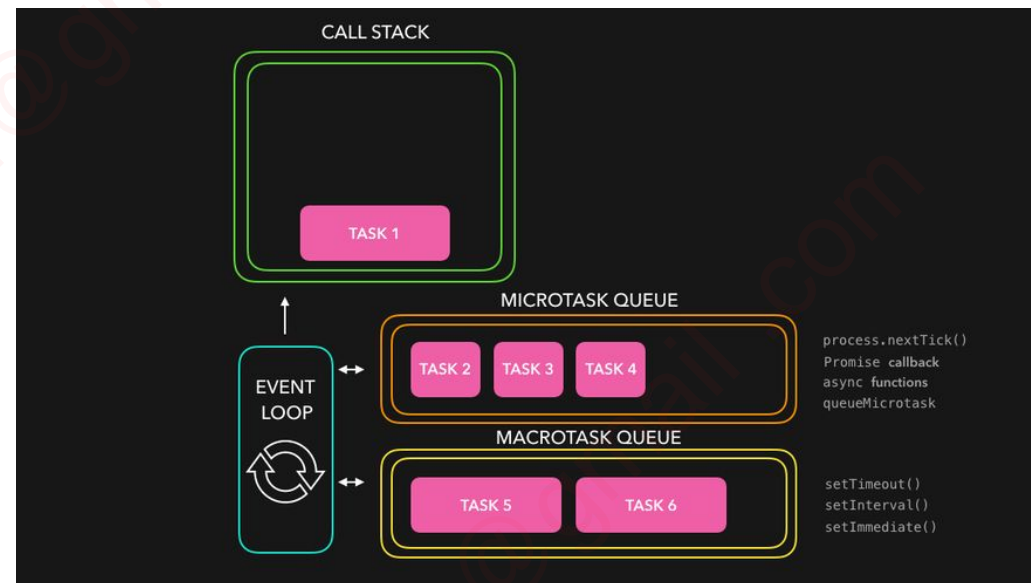 CALL STACK
TASK 1
MICROTASK QUEUE
TASK 2 TASK 3 TASK 4
process.nextTick()
Promise callback
async functions
queueMicrotask
EVENT
LOOP
MACROTASK QUEUE
TASK 5 TASK 6
setTimeout()
setInterval()
setImmediate()